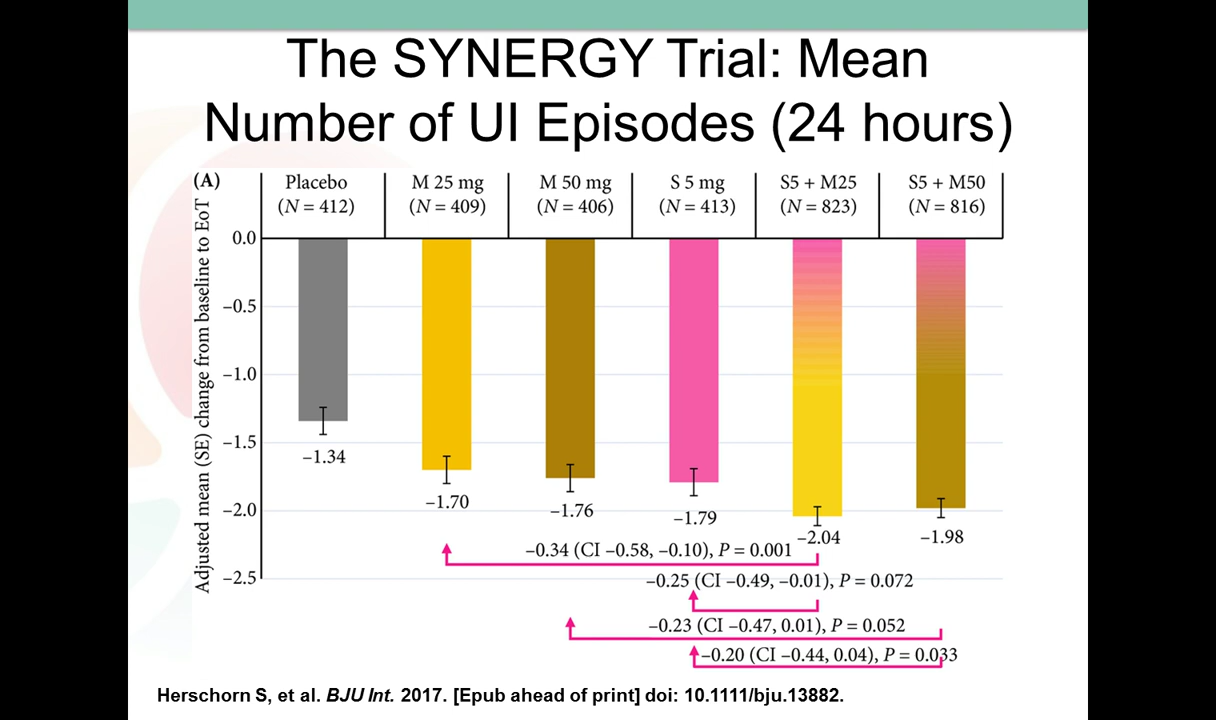 The SYNERGY Trial: Mean
Number of UI Episodes (24 hours)
(A)
Placebo
(N = 412)
M 25 mg
(N = 409)
M 50 mg
(N = 406)
S 5 mg
(N = 413)
S5 + M25
(N = 823)
S5 + M50
(N = 816)
Adjusted mean (SE) change from baseline to EoT
0.0
−0.5
−1.0
−1.5
−2.0
−2.5
−1.34
−1.70
−1.76
−1.79
−2.04
−1.98
−0.34 (CI −0.58, −0.10), P = 0.001
−0.25 (CI −0.49, −0.01), P = 0.072
−0.23 (CI −0.47, 0.01), P = 0.052
−0.20 (CI −0.44, 0.04), P = 0.033
Herschorn S, et al. BJU Int. 2017. [Epub ahead of print] doi: 10.1111/bju.13882.